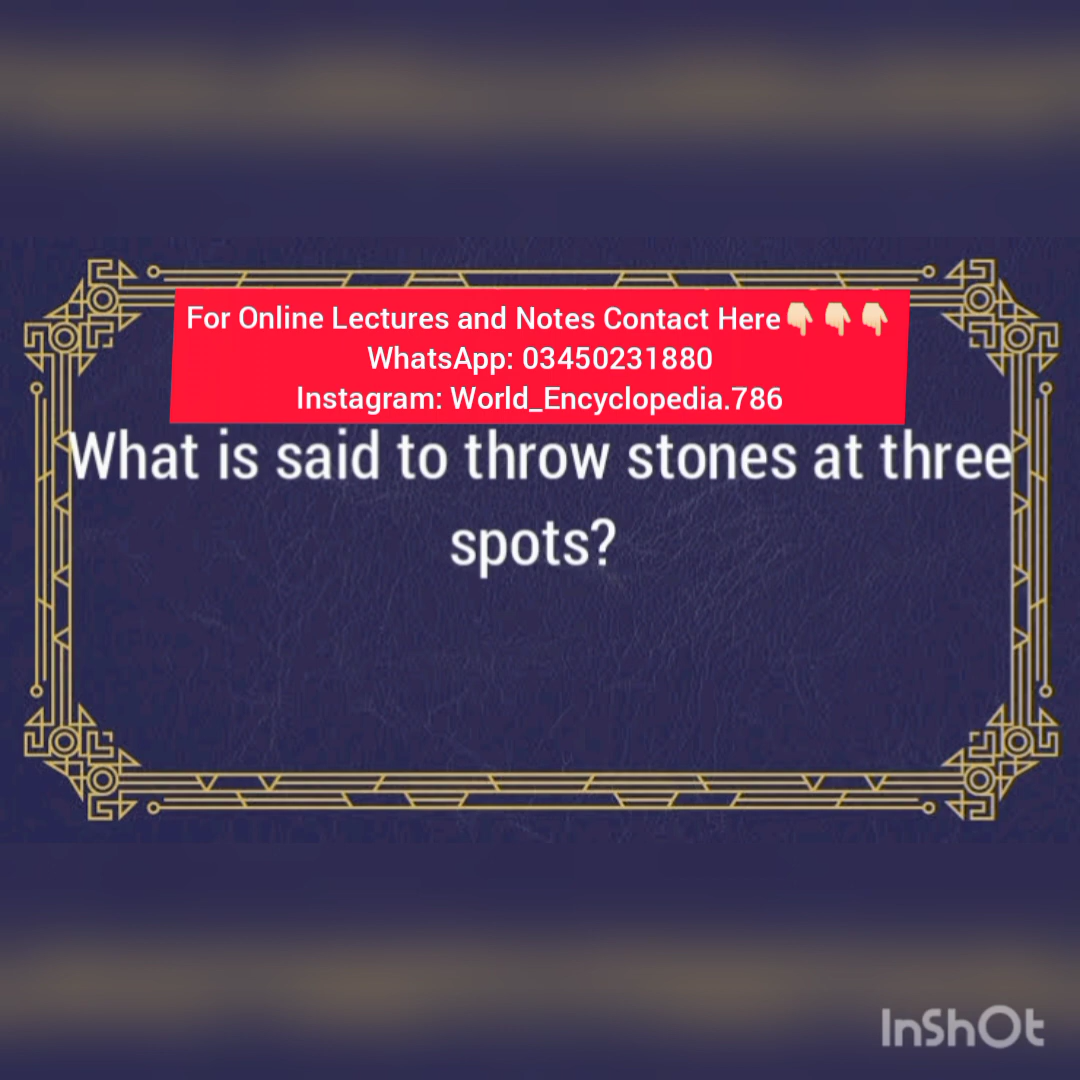 For Online Lectures and Notes Contact Here👇🏻👇🏻👇🏻
WhatsApp: 03450231880
Instagram: World_Encyclopedia.786
What is said to throw stones at three
spots?
InShOt